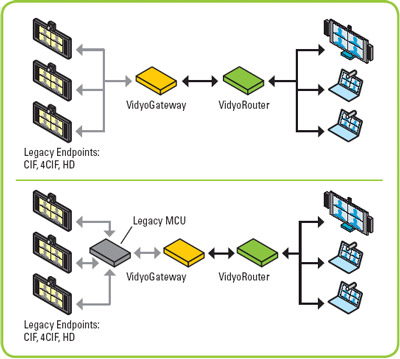 VidyoGateway
VidyoRouter
Legacy Endpoints:
CIF, 4CIF, HD
Legacy MCU
VidyoGateway
VidyoRouter
Legacy Endpoints:
CIF, 4CIF, HD